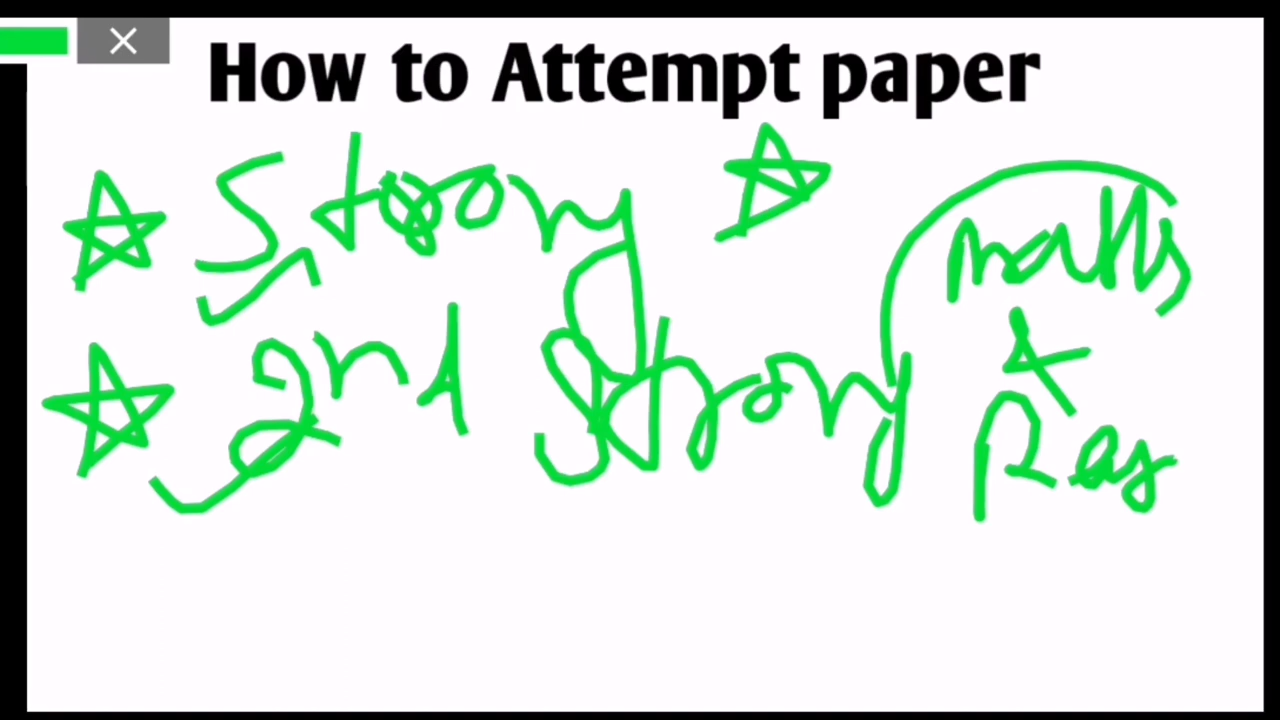 How to Attempt paper
Strong
maths
2nd Strong
+
Reas